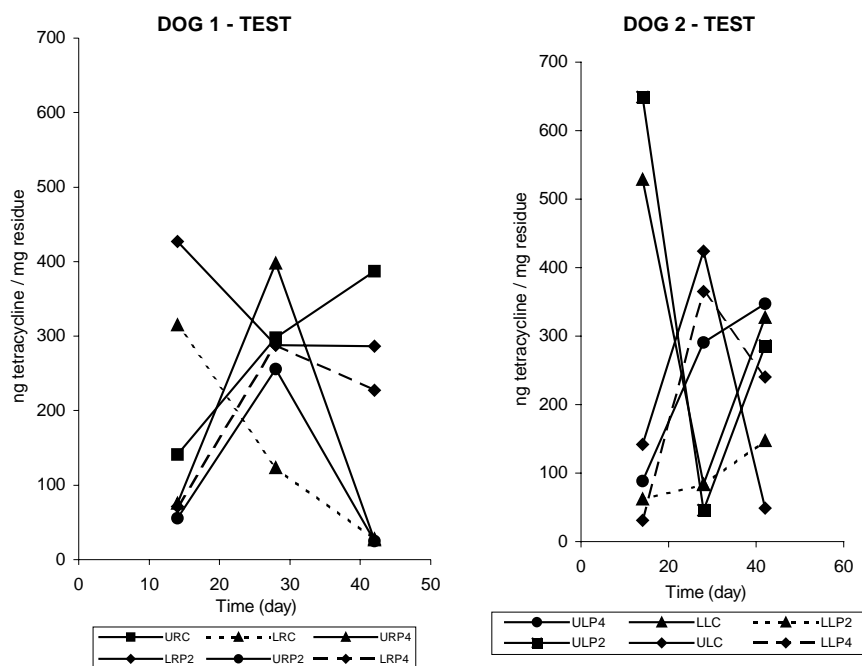 DOG 1 - TEST
ng tetracycline / mg residue
700
600
500
400
300
200
100
0
0 10 20 30 40 50
Time (day)
URC LRC URP4
LRP2 URP2 LRP4
DOG 2 - TEST
ng tetracycline / mg residue
700
600
500
400
300
200
100
0
0 20 40 60
Time (day)
ULP4 LLC LLP2
ULP2 ULC LLP4